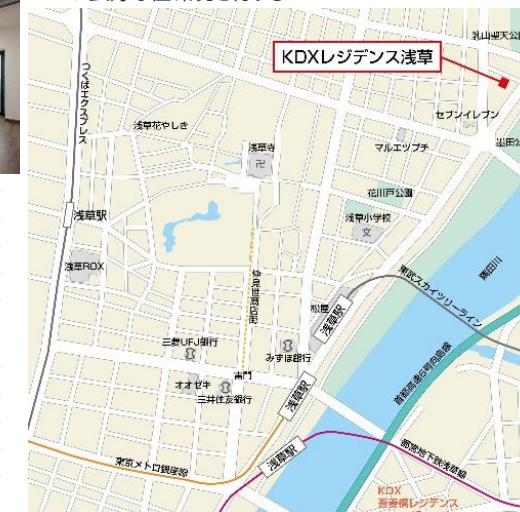 KDXレジデンス浅草
セブンイレブン
つくばエクスプレス
浅草花やしき
浅草寺
卍
マルエツプチ
花川戸公園
浅草小学校
文
浅草駅
浅草ROX
仲見世商店街
松屋
浅草駅
東武スカイツリーライン
隅田川
首都高速6号向島線
三菱UFJ銀行
みずほ銀行
雷門
オオゼキ
三井住友銀行
浅草駅
浅草駅
東京メトロ銀座線
都営地下鉄浅草線
KDX
吾妻橋レジデンス